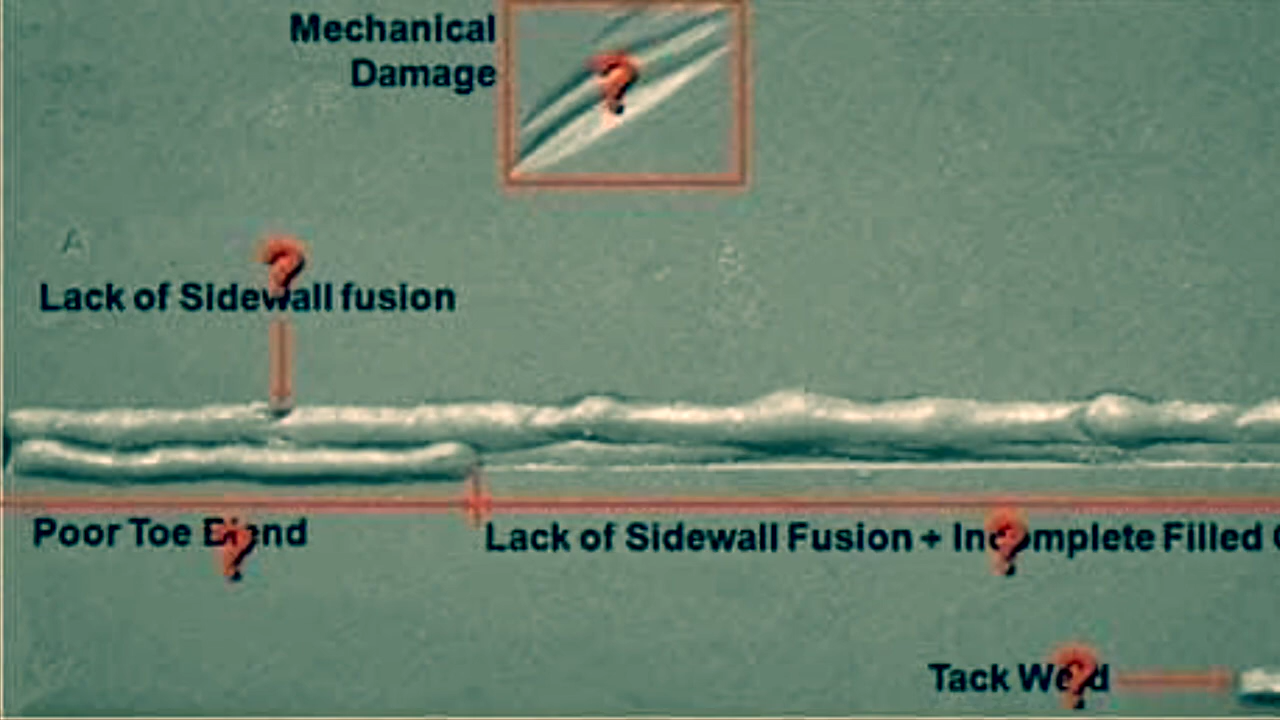 Mechanical
Damage
?
A
B
?
Lack of Sidewall fusion
Poor Toe Blend
?
Lack of Sidewall Fusion + Incomplete Filled
?
Tack Weld
?